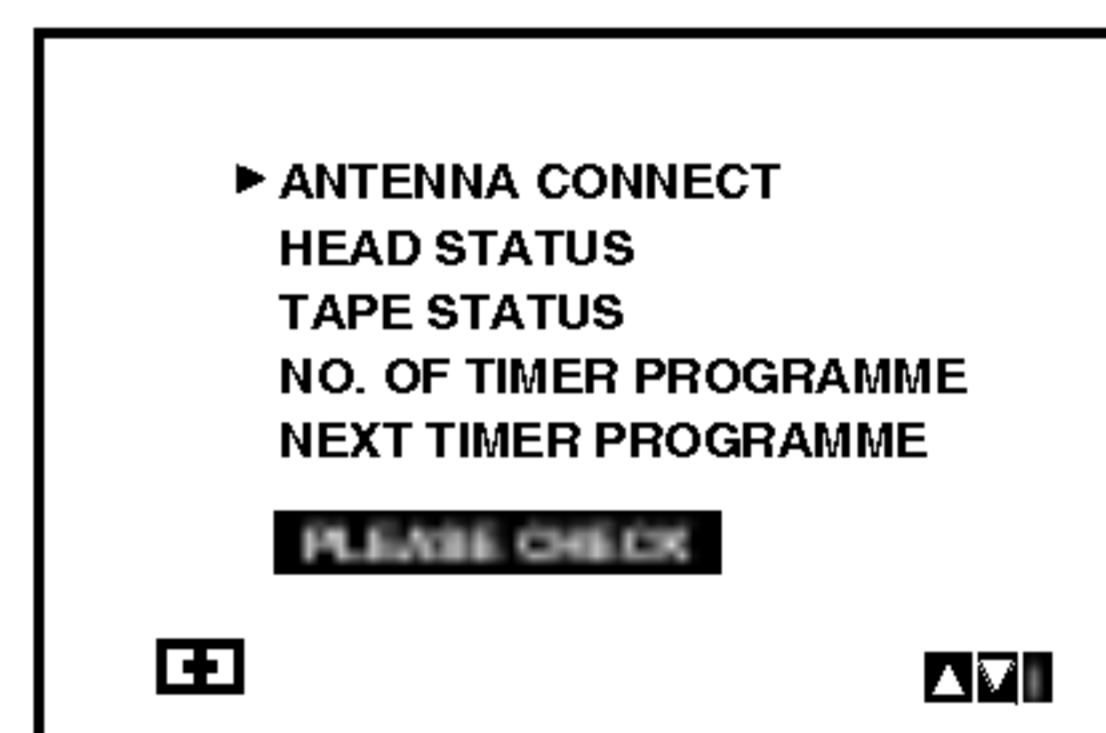 ANTENNA CONNECT
HEAD STATUS
TAPE STATUS
NO. OF TIMER PROGRAMME
NEXT TIMER PROGRAMME
PLEASE CHECK